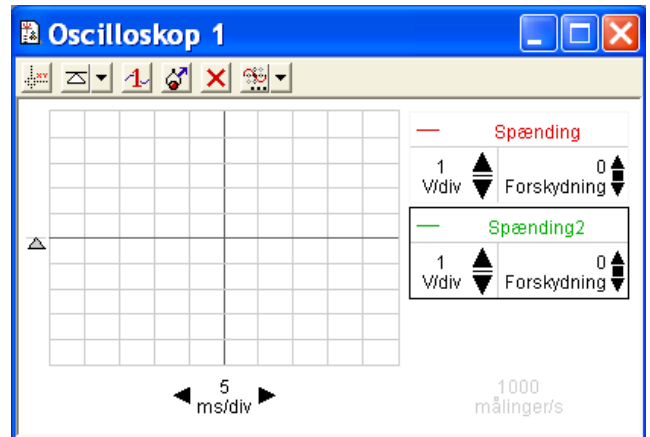 Oscilloskop 1
Spænding
1
V/div
0
Forskydning
Spænding2
1
V/div
0
Forskydning
5
ms/div
1000
målinger/s